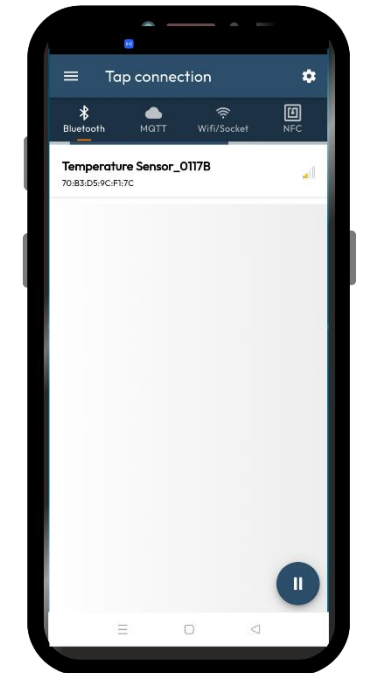 Tap connection
Bluetooth
MQTT
Wifi/Socket
NFC
Temperature Sensor_0117B
70:B3:D5:9C:F1:7C